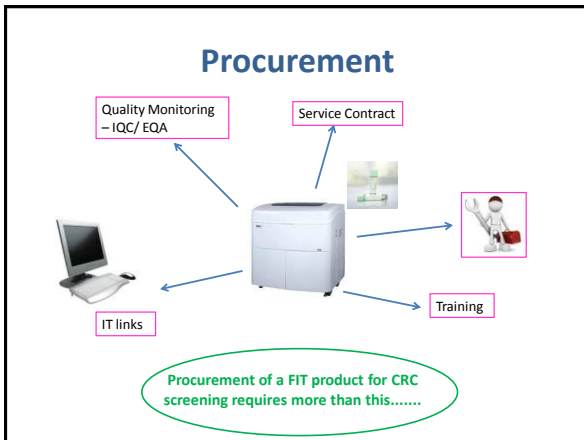 Procurement
Quality Monitoring
– IQC/ EQA
Service Contract
IT links
Training
Procurement of a FIT product for CRC
screening requires more than this.......